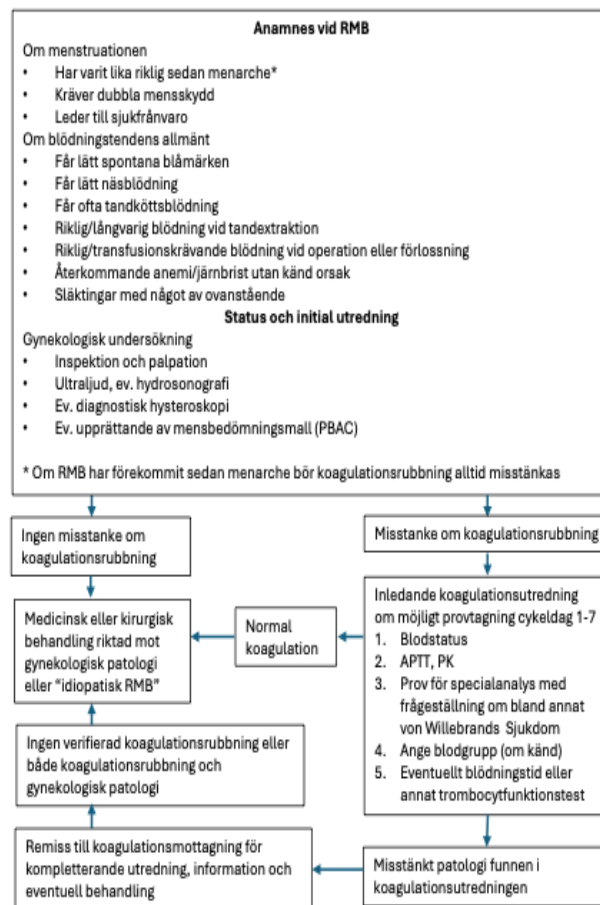 Anamnes vid RMB
Om menstruationen
• Har varit lika riklig sedan menarche*
• Kräver dubbla mensskydd
• Leder till sjukfrånvaro
Om blödningstendens allmänt
• Får lätt spontana blåmärken
• Får lätt näsblödning
• Får ofta tandköttsblödning
• Riklig/långvarig blödning vid tandextraktion
• Riklig/transfusionskrävande blödning vid operation eller förlossning
• Återkommande anemi/järnbrist utan känd orsak
• Släktingar med något av ovanstående
Status och initial utredning
Gynekologisk undersökning
• Inspektion och palpation
• Ultraljud, ev. hydrosonografi
• Ev. diagnostisk hysteroskopi
• Ev. upprättande av mensbedömningsmall (PBAC)
* Om RMB har förekommit sedan menarche bör koagulationsrubbning alltid misstänkas
Ingen misstanke om
koagulationsrubbning
Misstanke om koagulationsrubbning
Medicinsk eller kirurgisk
behandling riktad mot
gynekologisk patologi
eller "idiopatisk RMB"
Normal
koagulation
Inledande koagulationsutredning
om möjligt provtagning cykeldag 1-7
1. Blodstatus
2. APTT, PK
3. Prov för specialanalys med
frågeställning om bland annat
von Willebrands Sjukdom
4. Ange blodgrupp (om känd)
5. Eventuellt blödningstid eller
annat trombocytfunktionstest
Ingen verifierad koagulationsrubbning eller
både koagulationsrubbning och
gynekologisk patologi
Remiss till koagulationsmottagning för
kompletterande utredning, information och
eventuell behandling
Misstänkt patologi funnen i
koagulationsutredningen